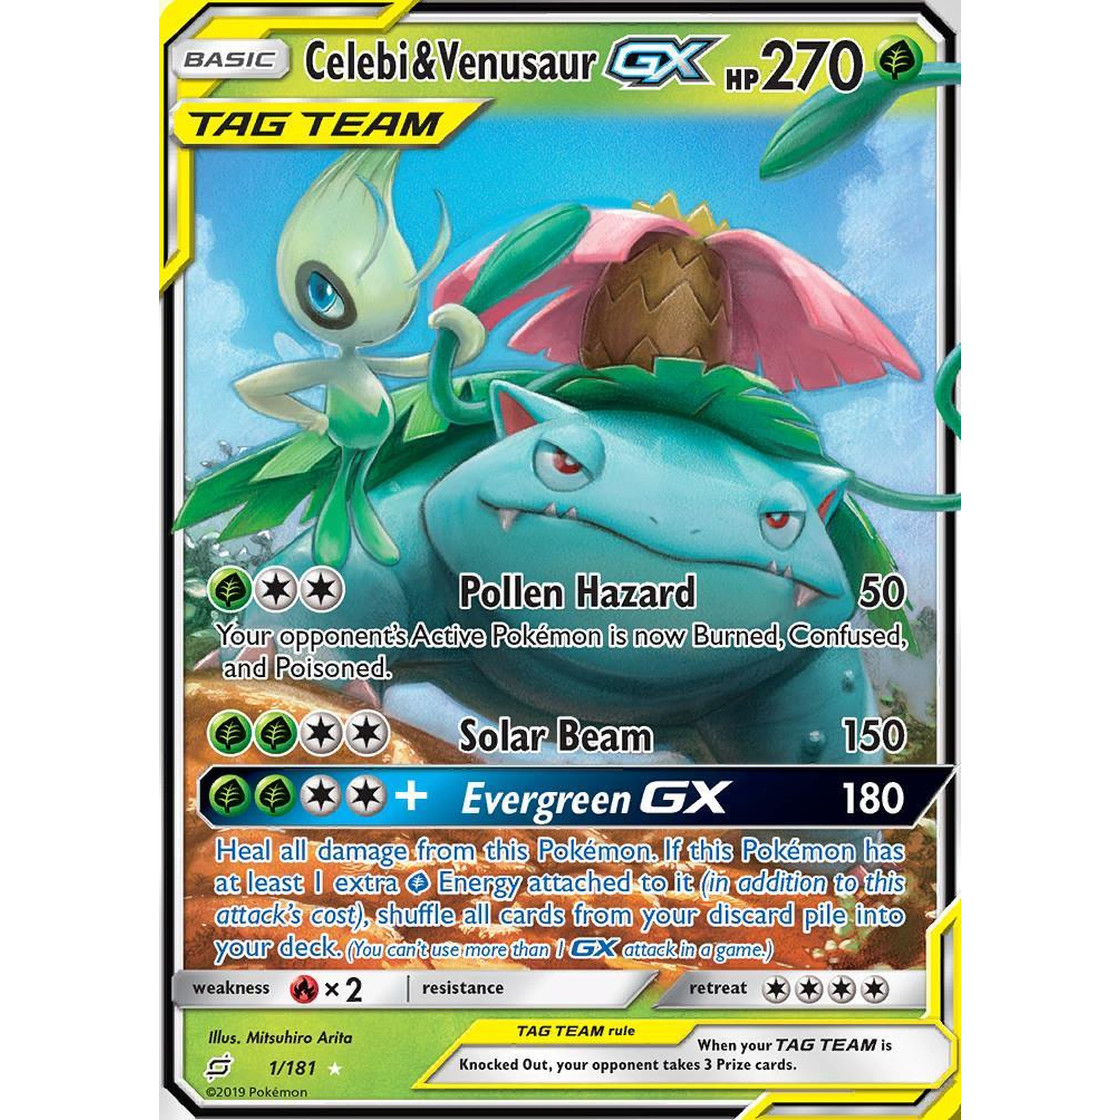 BASIC Celebi&Venusaur GX HP270
TAG TEAM
Pollen Hazard 50
Your opponent's Active Pokémon is now Burned, Confused,
and Poisoned.
Solar Beam 150
+ Evergreen GX 180
Heal all damage from this Pokémon. If this Pokémon has
at least 1 extra Energy attached to it (in addition to this
attack's cost), shuffle all cards from your discard pile into
your deck. (You can't use more than 1 GX attack in a game.)
weakness ×2 resistance retreat
Illus. Mitsuhiro Arita
TAG TEAM rule
When your TAG TEAM is
Knocked Out, your opponent takes 3 Prize cards.
1/181
©2019 Pokémon